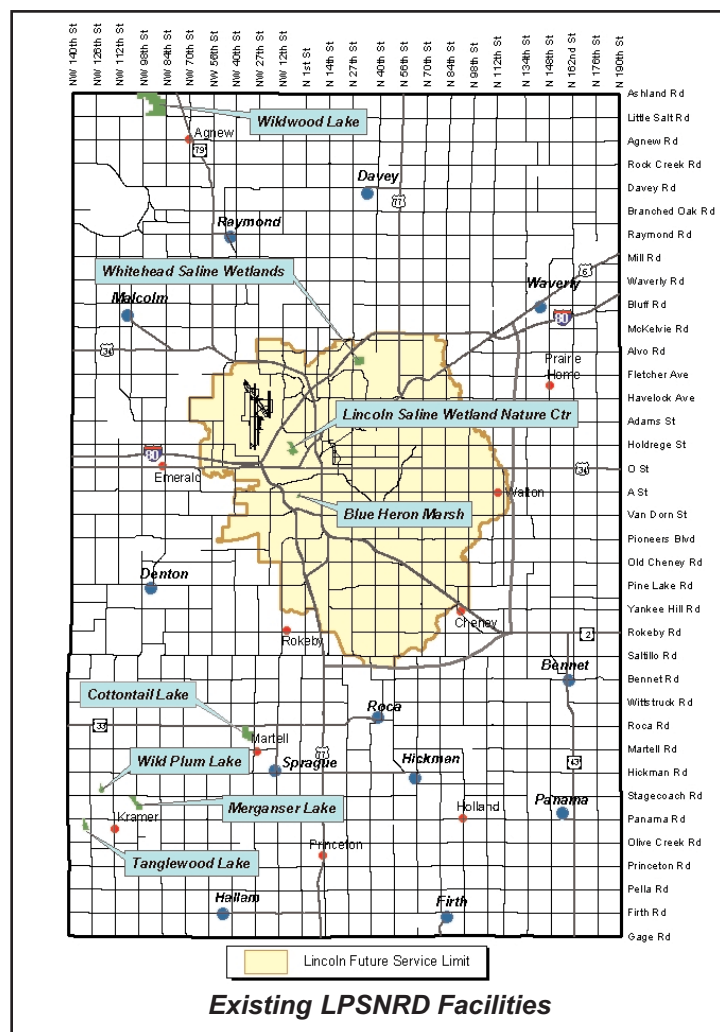 NW 140th St
NW 126th St
NW 112th St
NW 98th St
NW 84th St
NW 70th St
NW 56th St
NW 40th St
NW 27th St
NW 12th St
N 1st St
N 14th St
N 27th St
N 40th St
N 56th St
N 70th St
N 84th St
N 98th St
N 112th St
N 134th St
N 148th St
N 162nd St
N 176th St
N 190th St
Ashland Rd
Little Salt Rd
Wildwood Lake
Agnew
Agnew Rd
79
Rock Creek Rd
Davey
Davey Rd
77
Branched Oak Rd
Raymond
Raymond Rd
Mill Rd
6
Whitehead Saline Wetlands
Waverly
Waverly Rd
Malcolm
Bluff Rd
80
McKelvie Rd
34
Alvo Rd
Prairie
Home
Fletcher Ave
Havelock Ave
Lincoln Saline Wetland Nature Ctr
Adams St
Holdrege St
80
Emerald
O St
34
Walton
A St
Blue Heron Marsh
Van Dorn St
Pioneers Blvd
Old Cheney Rd
Denton
Pine Lake Rd
Yankee Hill Rd
Cheney
Rokeby
2
Rokeby Rd
Saltillo Rd
Bennet
Bennet Rd
Cottontail Lake
Wittstruck Rd
Roca
33
Roca Rd
Martell
77
43
Martell Rd
Wild Plum Lake
Sprague
Hickman
Hickman Rd
Stagecoach Rd
Merganser Lake
Holland
Panama
Panama Rd
Kramer
Olive Creek Rd
Tanglewood Lake
Princeton
Princeton Rd
Pella Rd
Hallam
Firth
Firth Rd
Gage Rd
Lincoln Future Service Limit
Existing LPSNRD Facilities